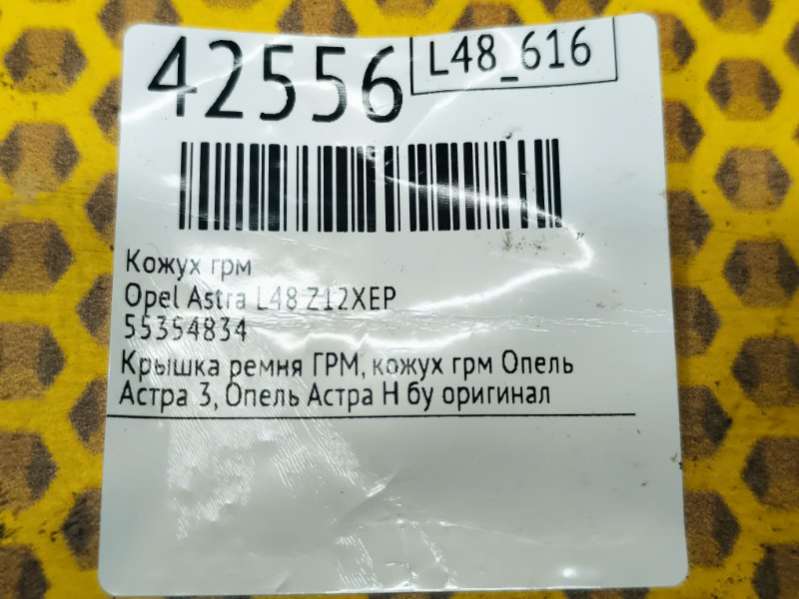 42556
L48_616
Кожух грм
Opel Astra L48 Z12XEP
55354834
Крышка ремня ГРМ, кожух грм Опель
Астра 3, Опель Астра Н бу оригинал